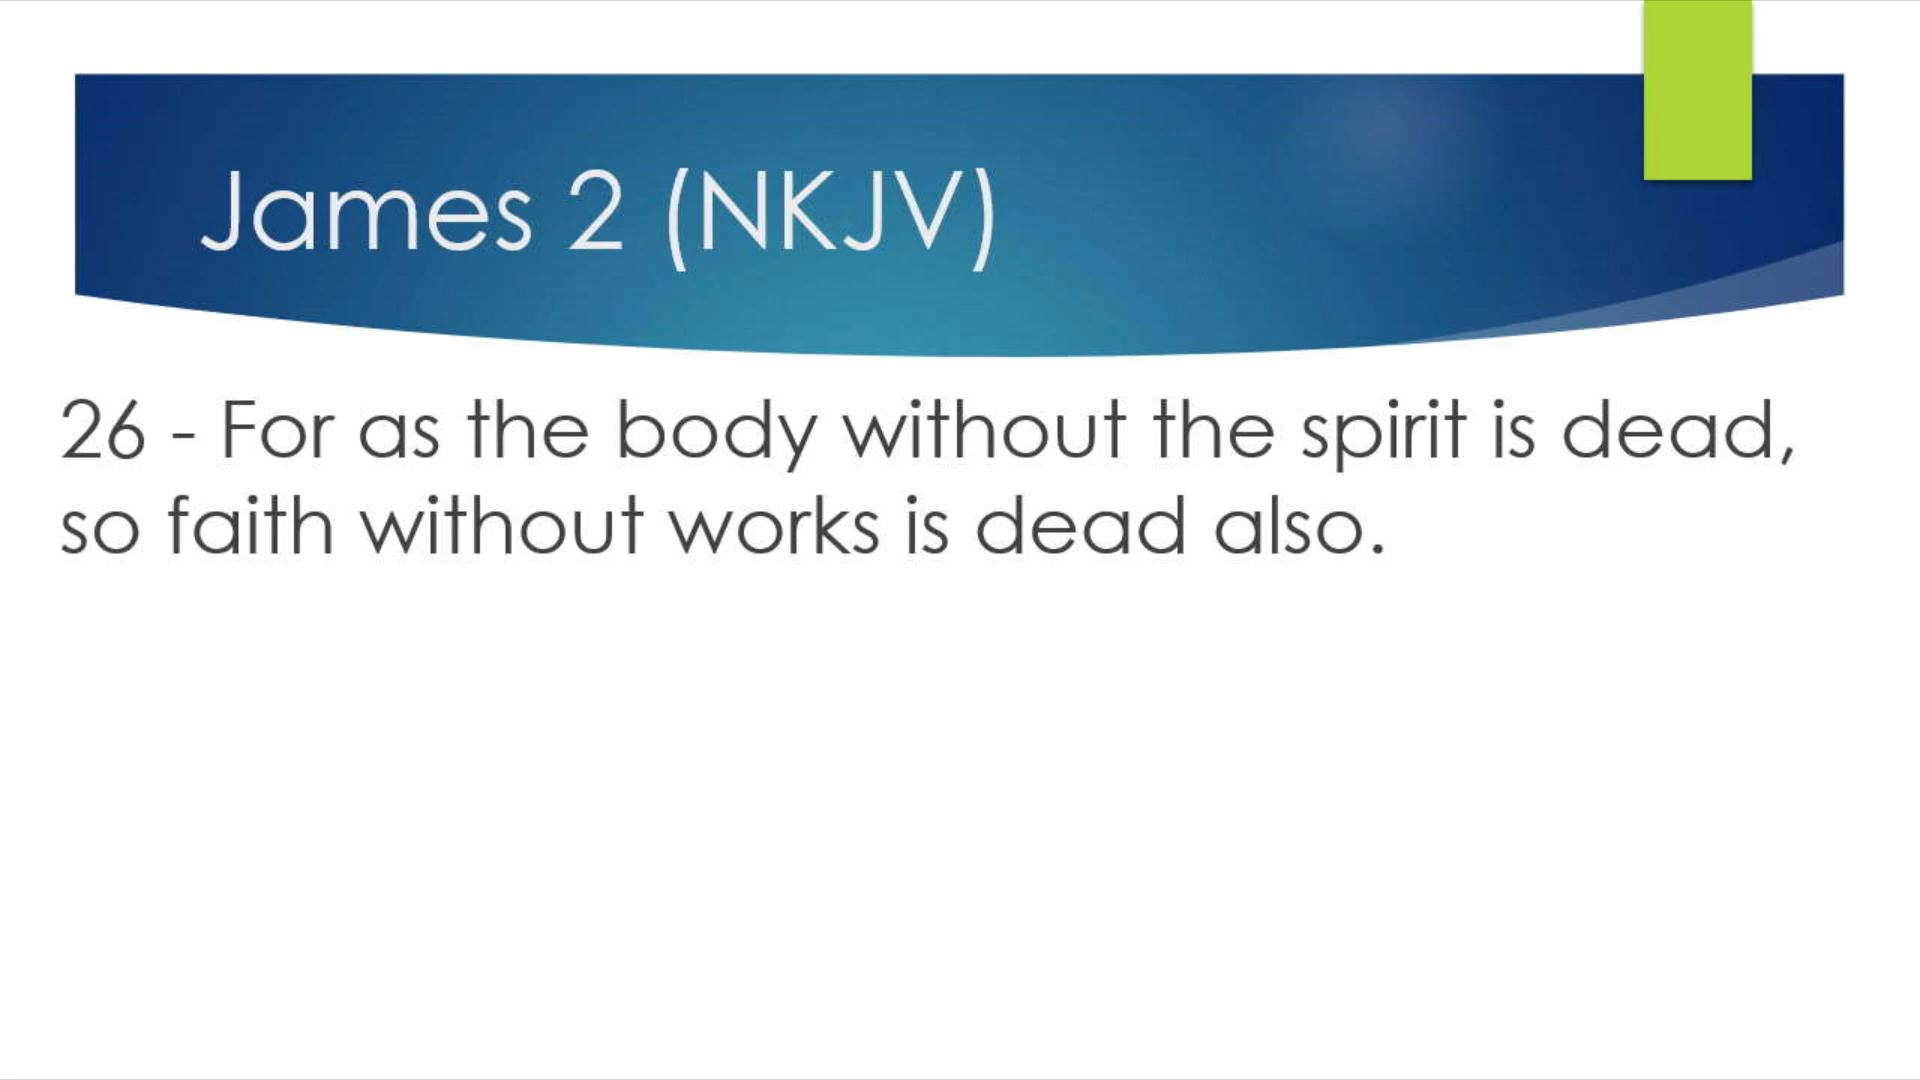 James 2 (NKJV)
26 - For as the body without the spirit is dead,
so faith without works is dead also.